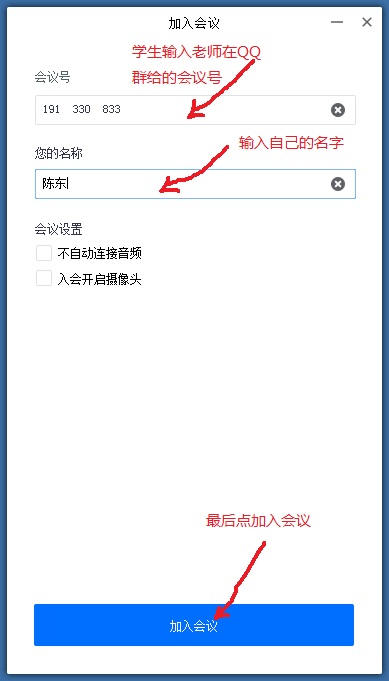 加入会议
学生输入老师在QQ
会议号
群给的会议号
191 330 833
您的名称
输入自己的名字
陈东
会议设置
不自动连接音频
入会开启摄像头
最后点加入会议
加入会议